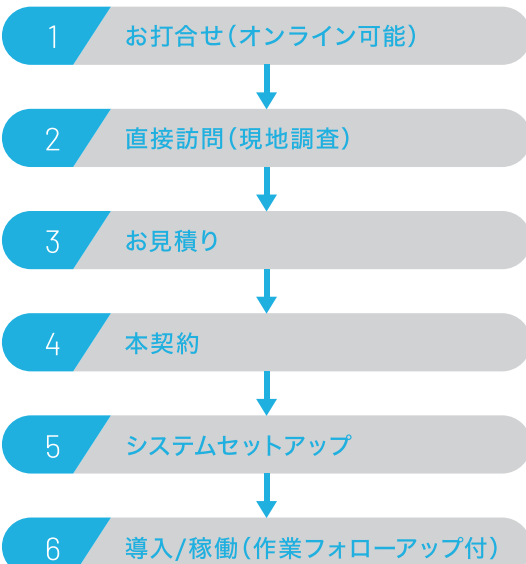 1 お打合せ(オンライン可能)
2 直接訪問(現地調査)
3 お見積り
4 本契約
5 システムセットアップ
6 導入/稼働(作業フォローアップ付)